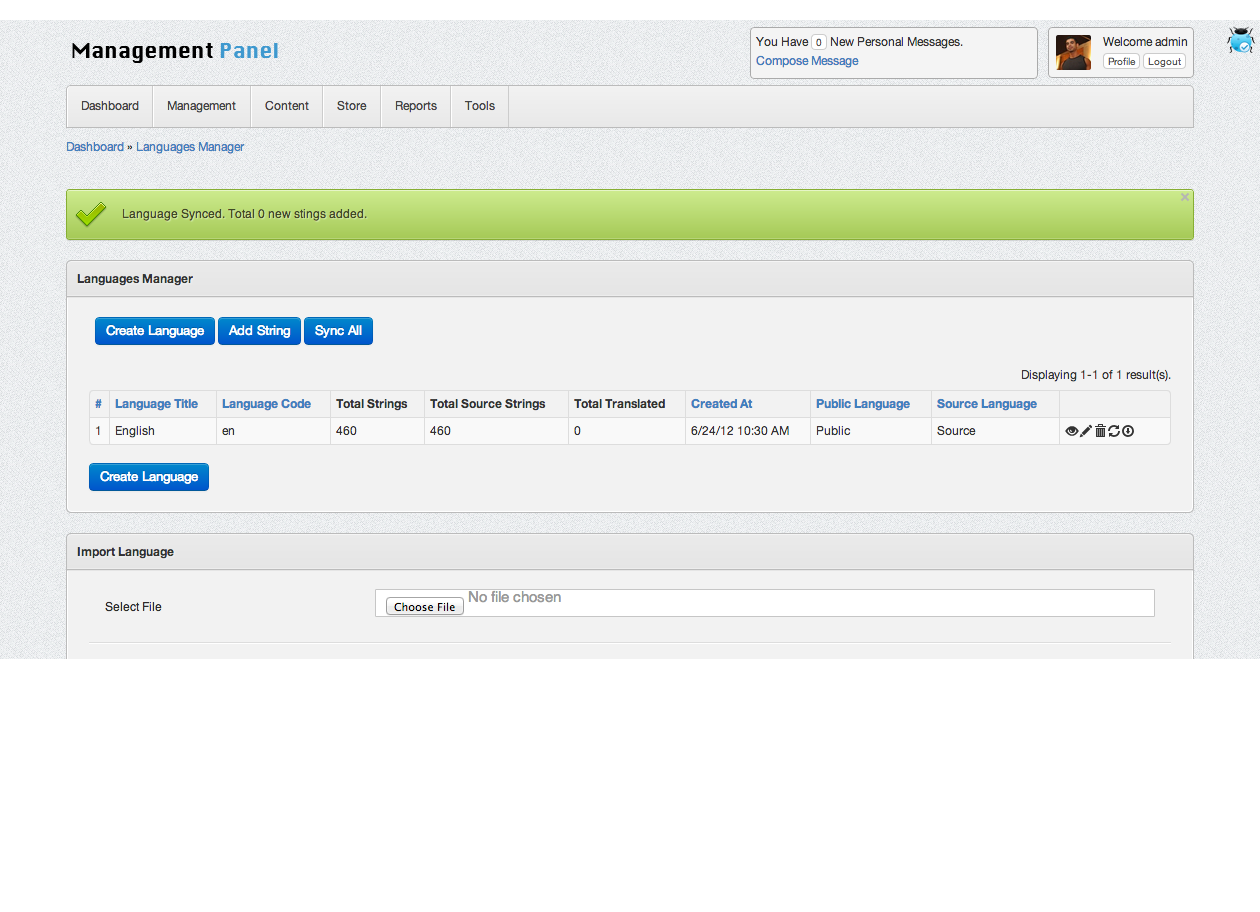 Management Panel
You Have 0 New Personal Messages.
Compose Message
Welcome admin
Profile Logout
Dashboard Management Content Store Reports Tools
Dashboard » Languages Manager
Language Synced. Total 0 new stings added.
×
Languages Manager
Create Language Add String Sync All
Displaying 1-1 of 1 result(s).
# Language Title Language Code Total Strings Total Source Strings Total Translated Created At Public Language Source Language
1 English en 460 460 0 6/24/12 10:30 AM Public Source
Create Language
Import Language
Select File Choose File No file chosen